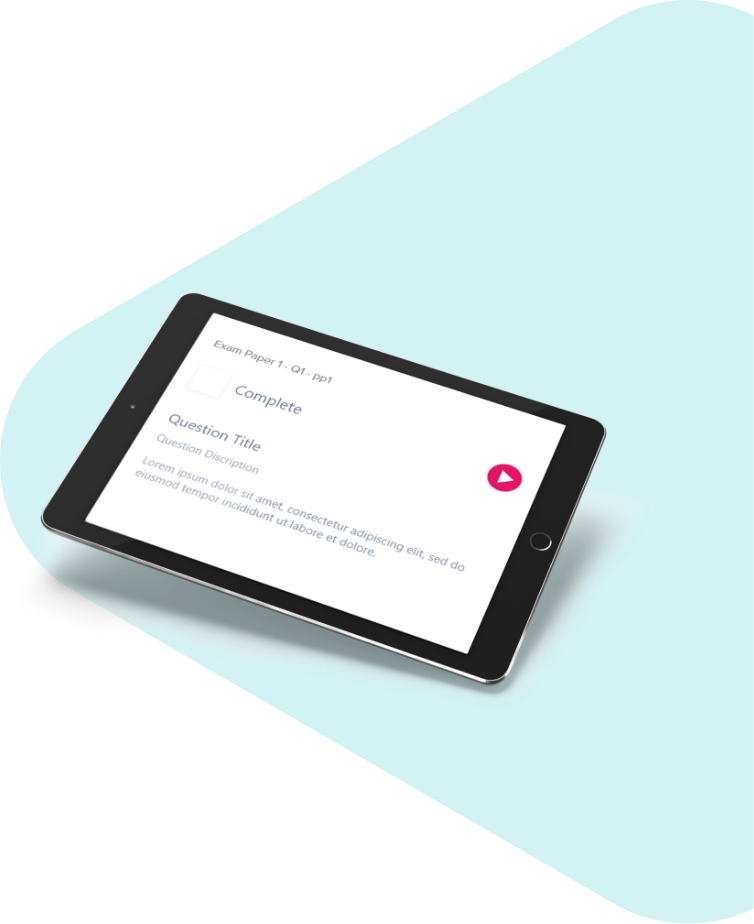 Exam Paper 1 - Q1 - pp1
Complete
Question Title
Question Discription
Lorem ipsum dolor sit amet, consectetur adipiscing elit, sed do
eiusmod tempor incididunt ut labore et dolore.